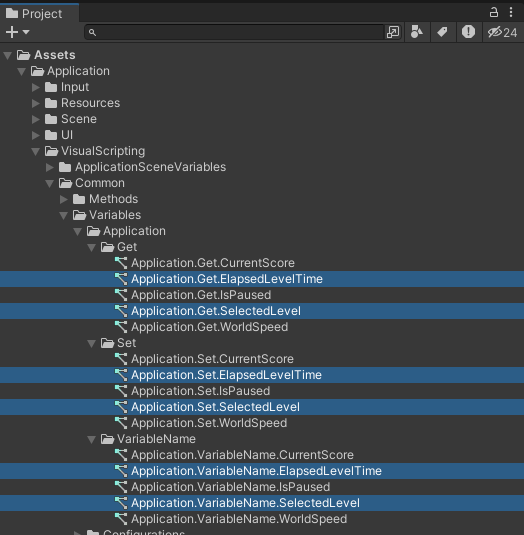 Project
24
Assets
Application
Input
Resources
Scene
UI
VisualScripting
ApplicationSceneVariables
Common
Methods
Variables
Application
Get
Application.Get.CurrentScore
Application.Get.ElapsedLevelTime
Application.Get.IsPaused
Application.Get.SelectedLevel
Application.Get.WorldSpeed
Set
Application.Set.CurrentScore
Application.Set.ElapsedLevelTime
Application.Set.IsPaused
Application.Set.SelectedLevel
Application.Set.WorldSpeed
VariableName
Application.VariableName.CurrentScore
Application.VariableName.ElapsedLevelTime
Application.VariableName.IsPaused
Application.VariableName.SelectedLevel
Application.VariableName.WorldSpeed
Configurations